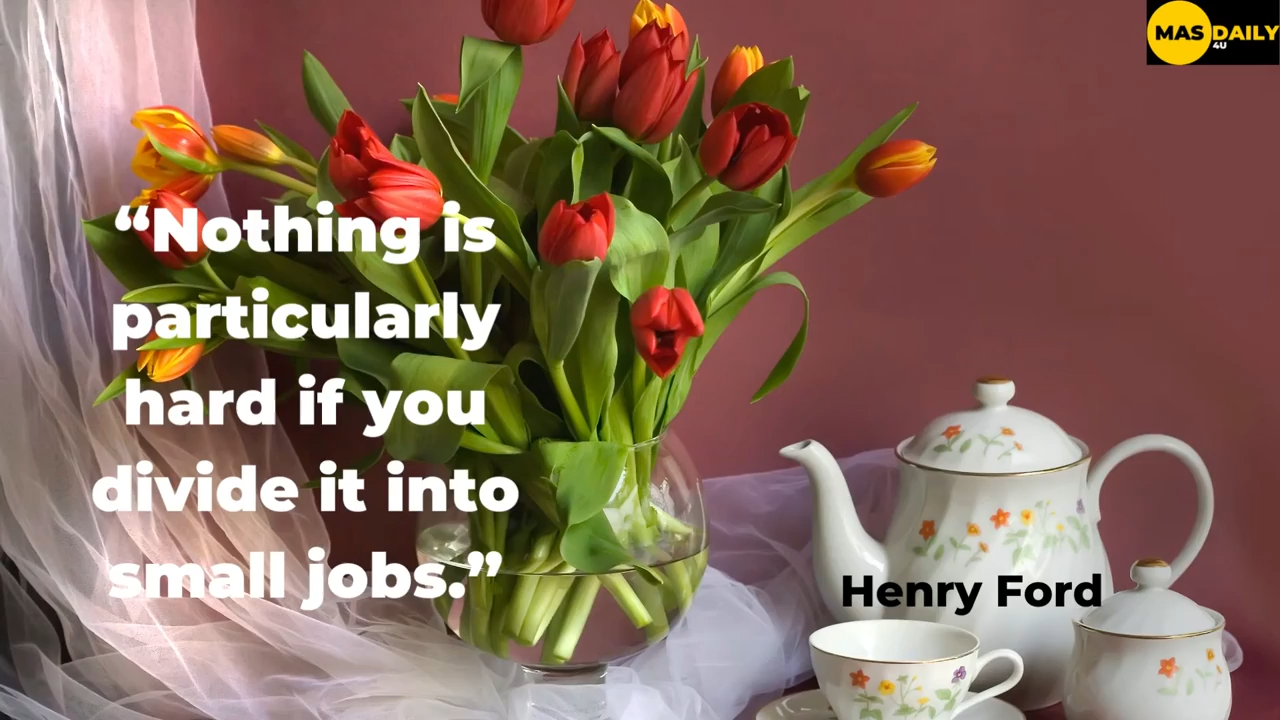 MAS DAILY
4U
“Nothing is
particularly
hard if you
divide it into
small jobs.”
Henry Ford